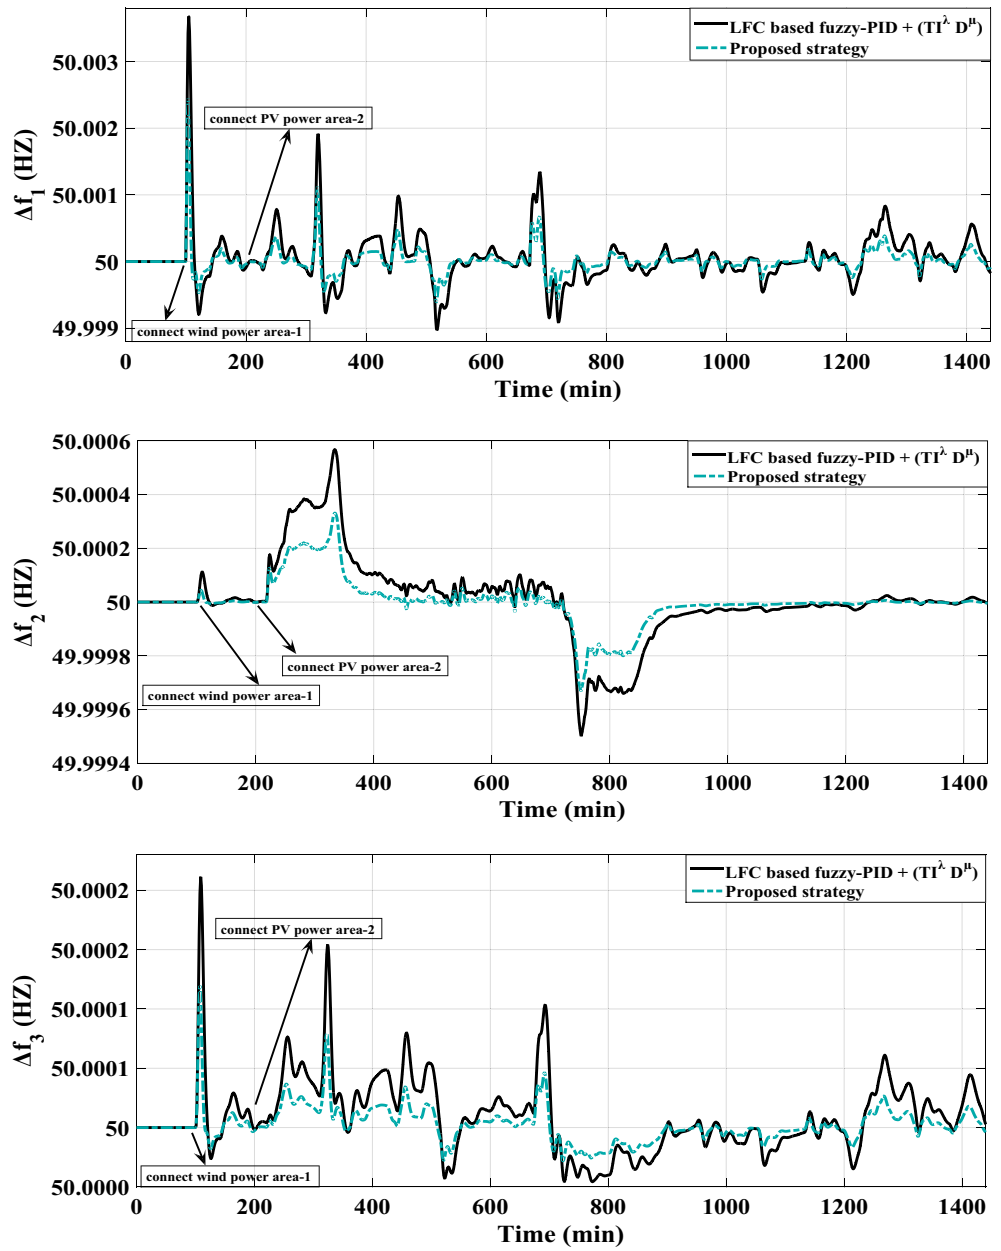 LFC based fuzzy-PID + (TI^λ D^μ)
Proposed strategy
connect PV power area-2
connect wind power area-1
Δf_1 (HZ)
50.003
50.002
50.001
50
49.999
0 200 400 600 800 1000 1200 1400
Time (min)
LFC based fuzzy-PID + (TI^λ D^μ)
Proposed strategy
connect PV power area-2
connect wind power area-1
Δf_2 (HZ)
50.0006
50.0004
50.0002
50
49.9998
49.9996
49.9994
0 200 400 600 800 1000 1200 1400
Time (min)
LFC based fuzzy-PID + (TI^λ D^μ)
Proposed strategy
connect PV power area-2
connect wind power area-1
Δf_3 (HZ)
50.0002
50.0002
50.0001
50.0001
50
50.0000
0 200 400 600 800 1000 1200 1400
Time (min)